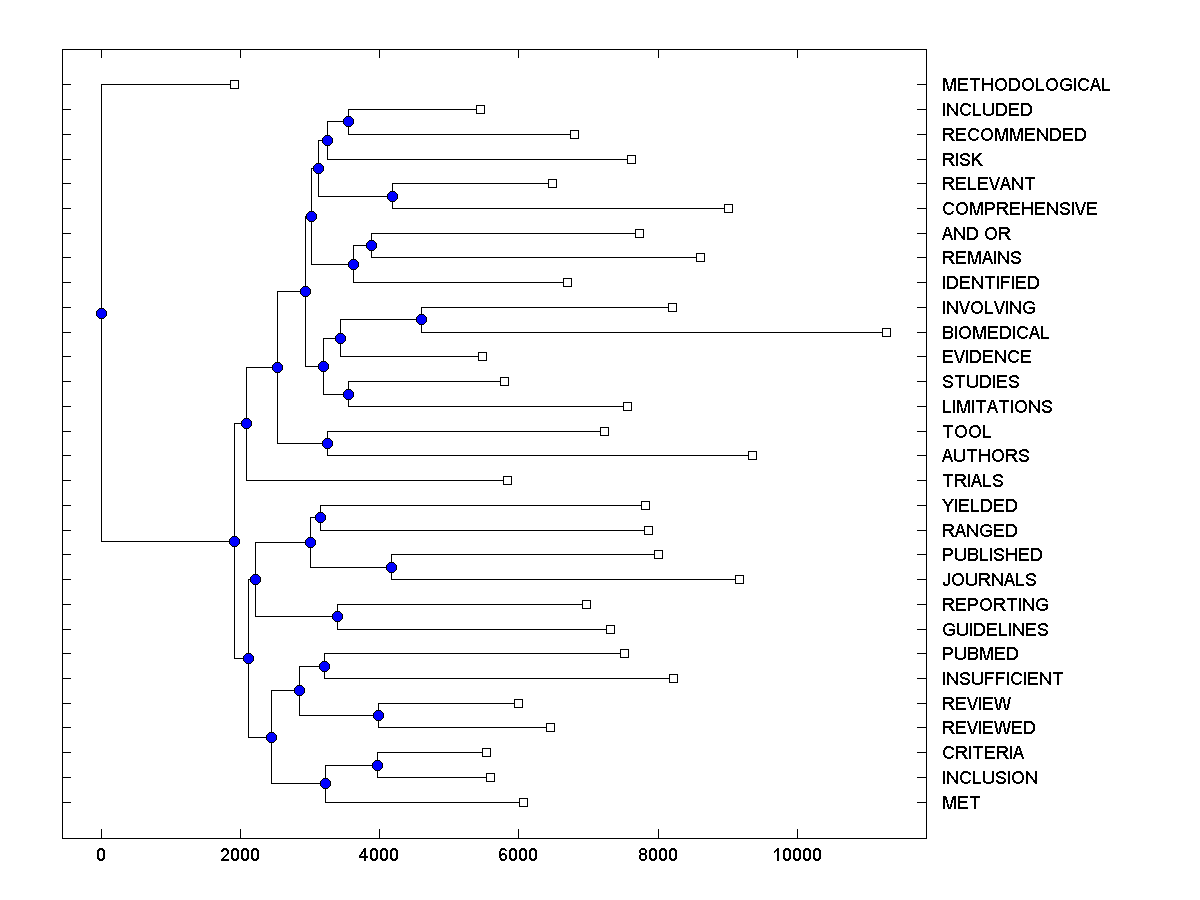 METHODOLOGICAL
INCLUDED
RECOMMENDED
RISK
RELEVANT
COMPREHENSIVE
AND OR
REMAINS
IDENTIFIED
INVOLVING
BIOMEDICAL
EVIDENCE
STUDIES
LIMITATIONS
TOOL
AUTHORS
TRIALS
YIELDED
RANGED
PUBLISHED
JOURNALS
REPORTING
GUIDELINES
PUBMED
INSUFFICIENT
REVIEW
REVIEWED
CRITERIA
INCLUSION
MET
0 2000 4000 6000 8000 10000